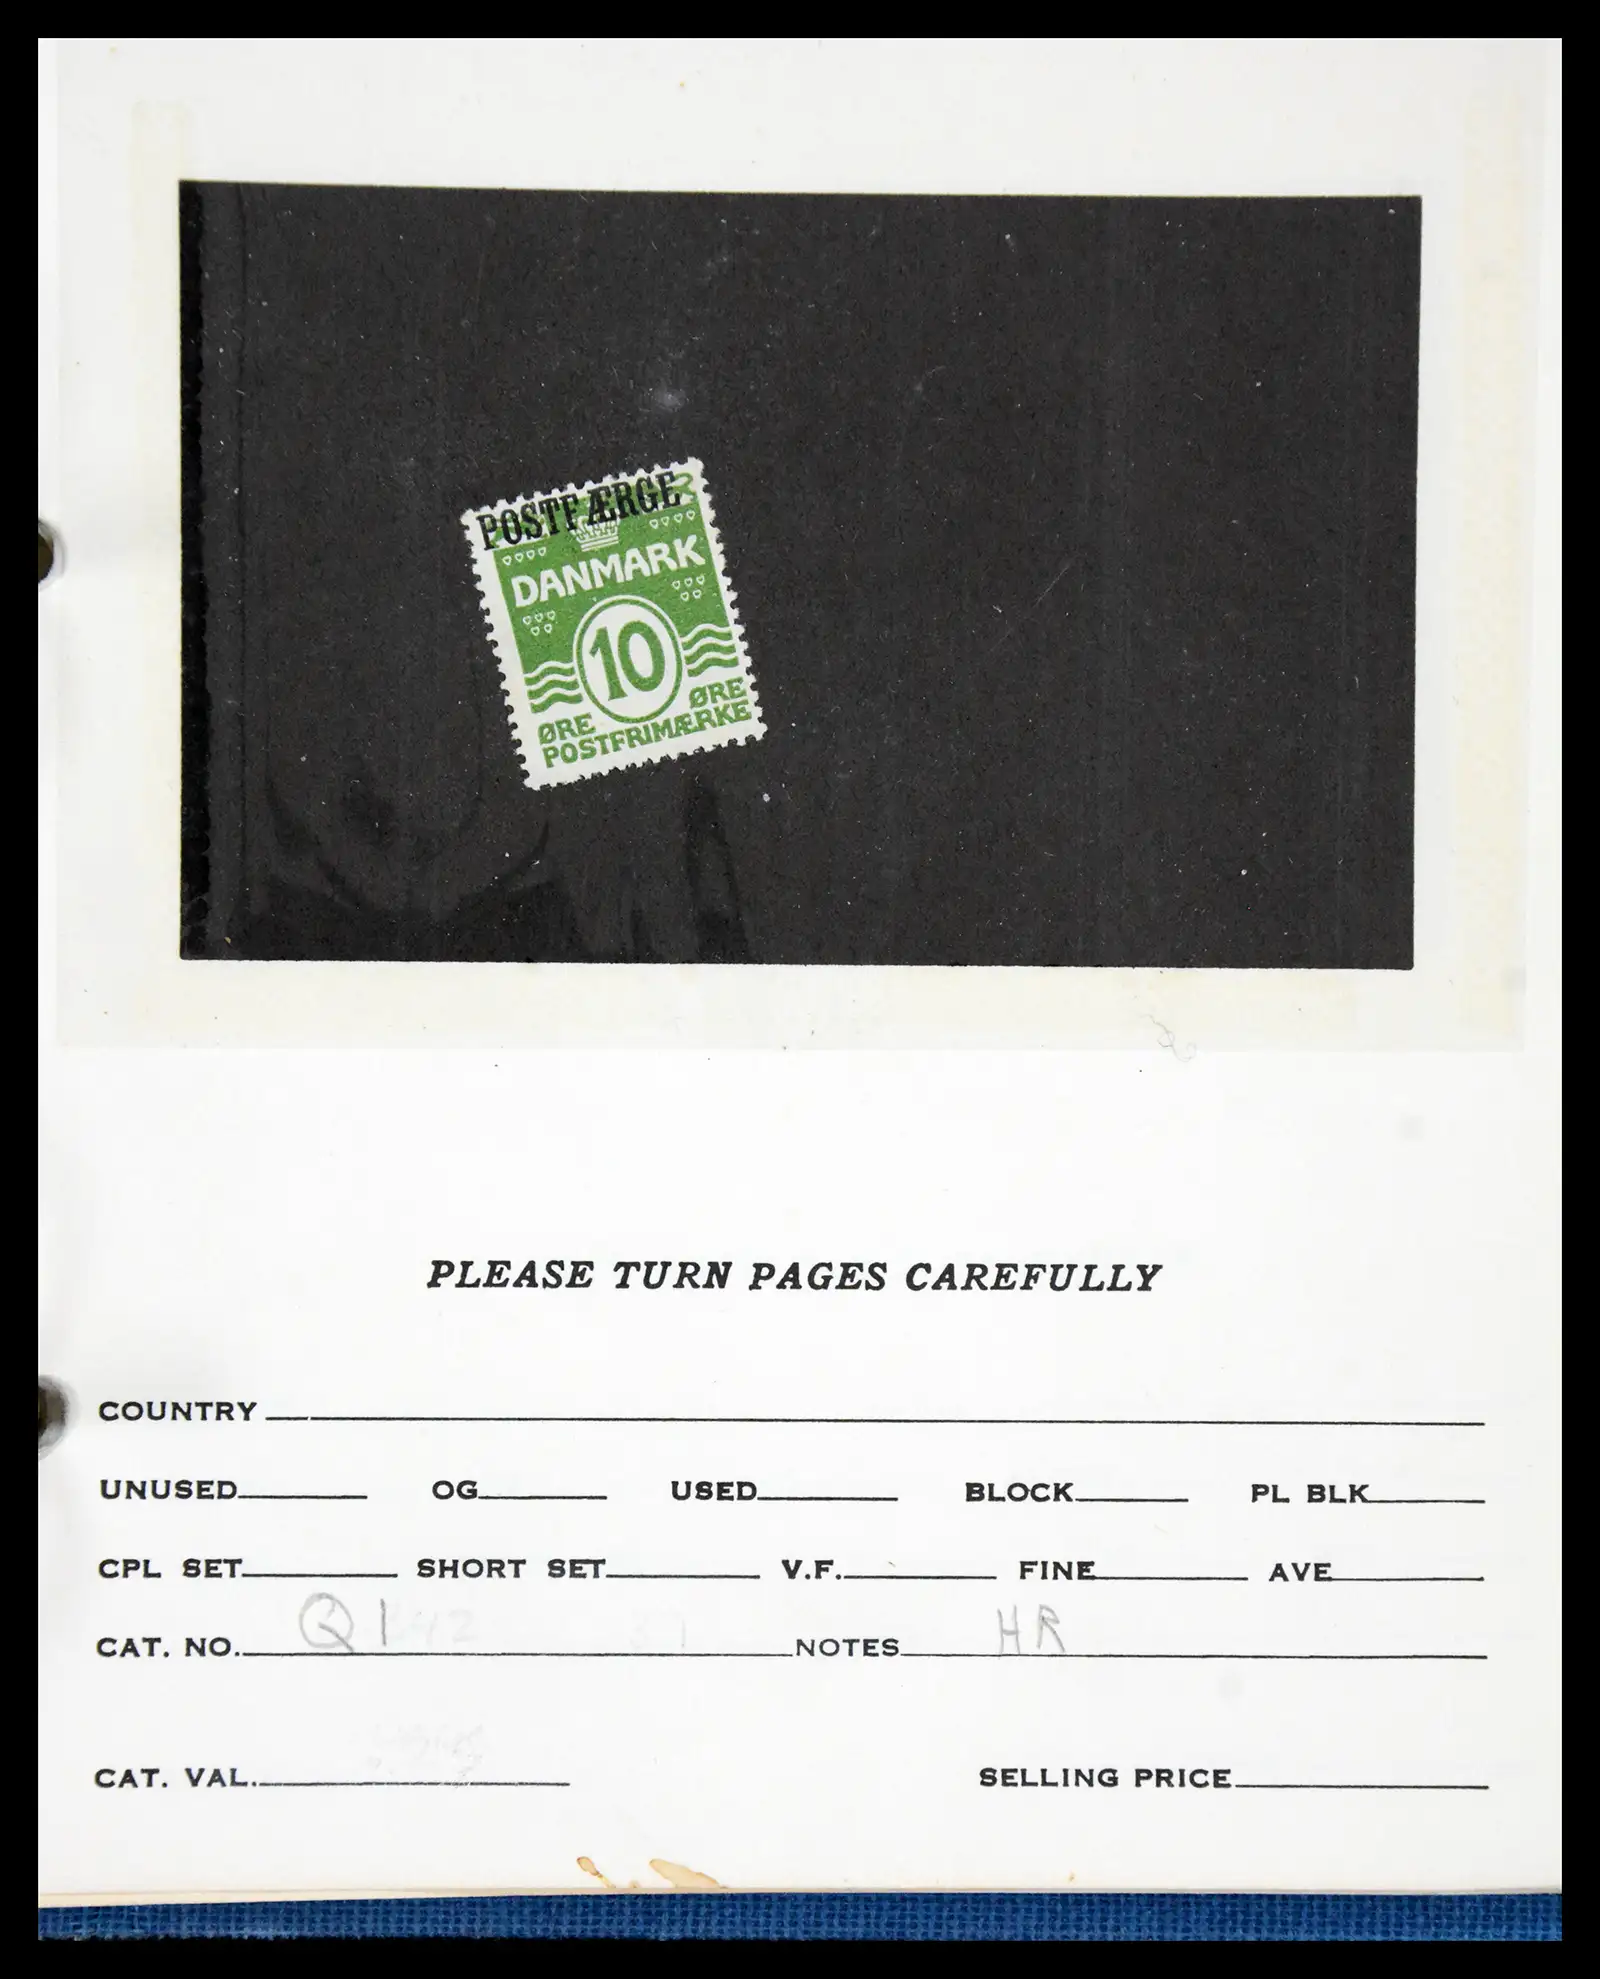 POSTFÆRGE
DANMARK
10
ØRE ØRE
POSTFRIMÆRKE
PLEASE TURN PAGES CAREFULLY
COUNTRY
UNUSED OG USED BLOCK PL BLK
CPL SET SHORT SET V.F. FINE AVE
CAT. NO. Q1 NOTES HR
CAT. VAL. SELLING PRICE